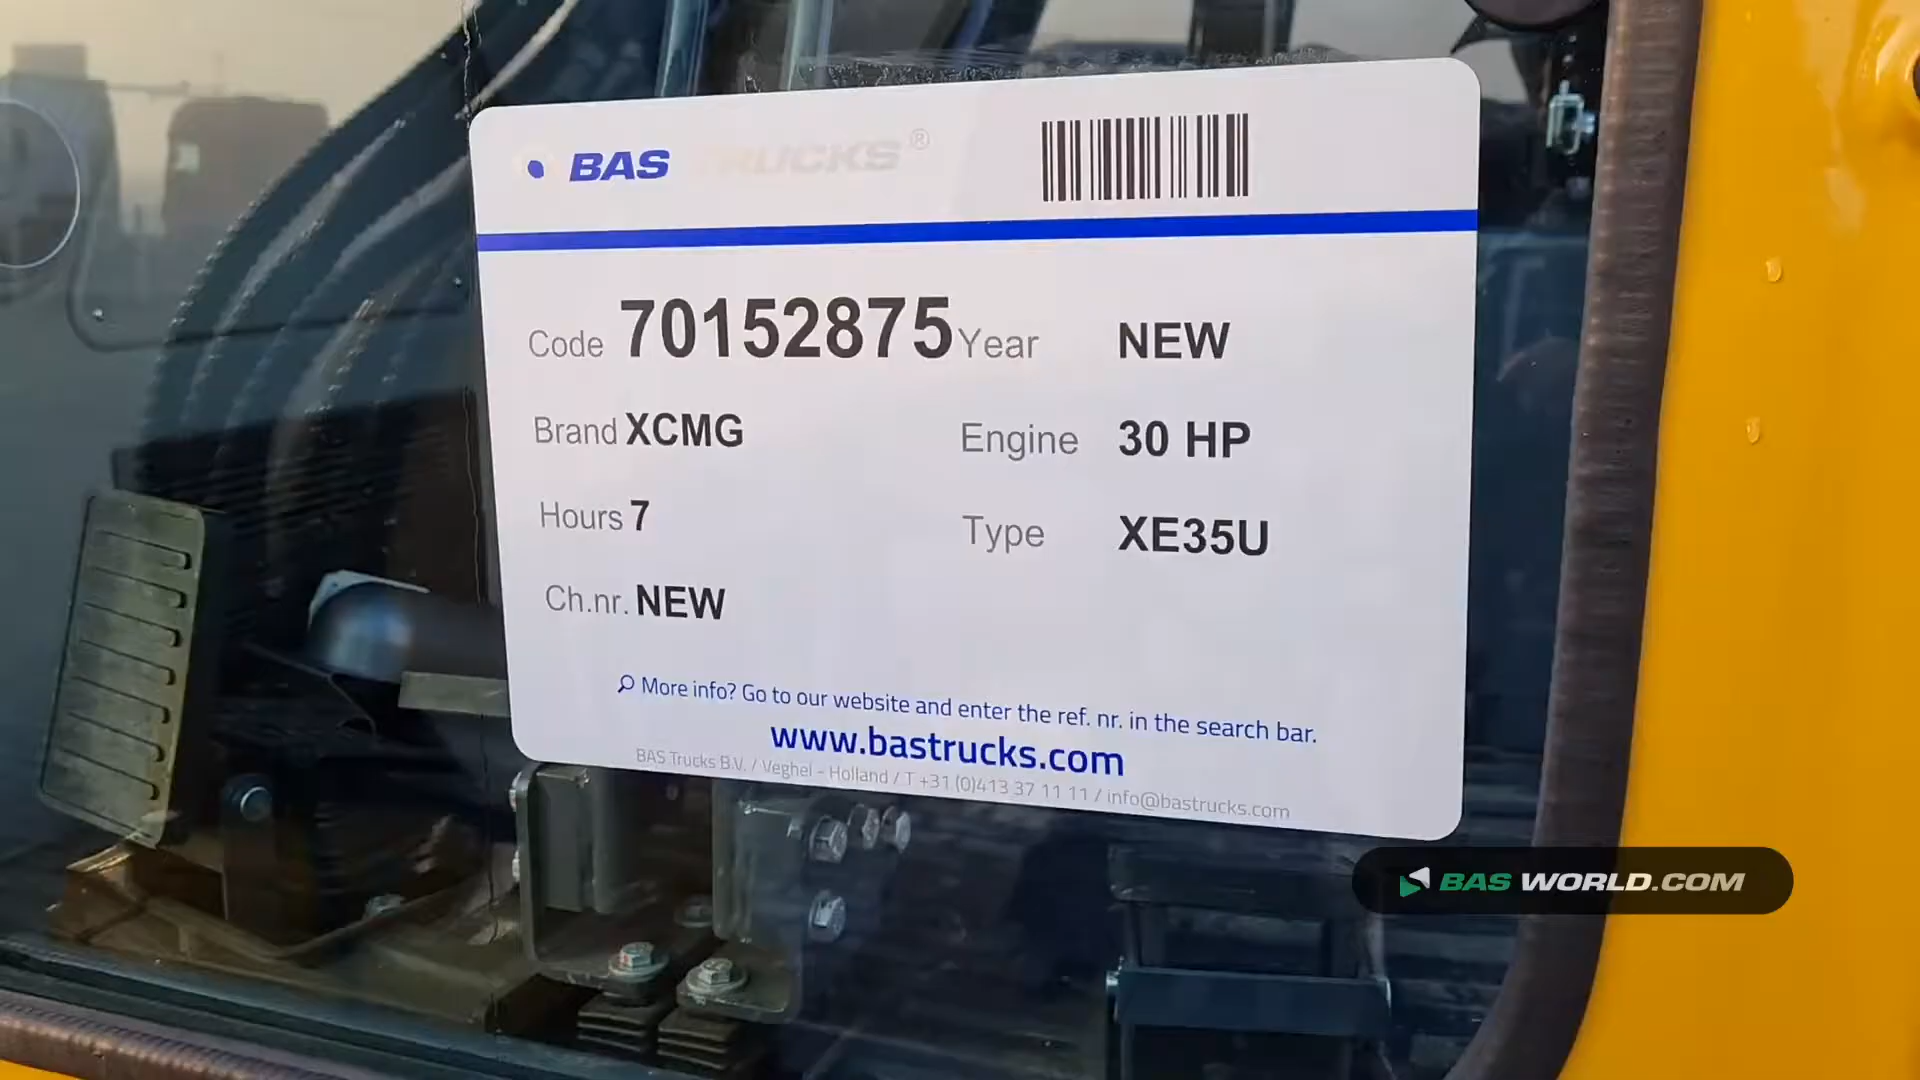 BAS TRUCKS®
Code 70152875 Year NEW
Brand XCMG Engine 30 HP
Hours 7 Type XE35U
Ch.nr. NEW
More info? Go to our website and enter the ref. nr. in the search bar.
www.bastrucks.com
BAS Trucks B.V. / Veghel - Holland / T +31 (0)413 37 11 11 / info@bastrucks.com
BAS WORLD.COM